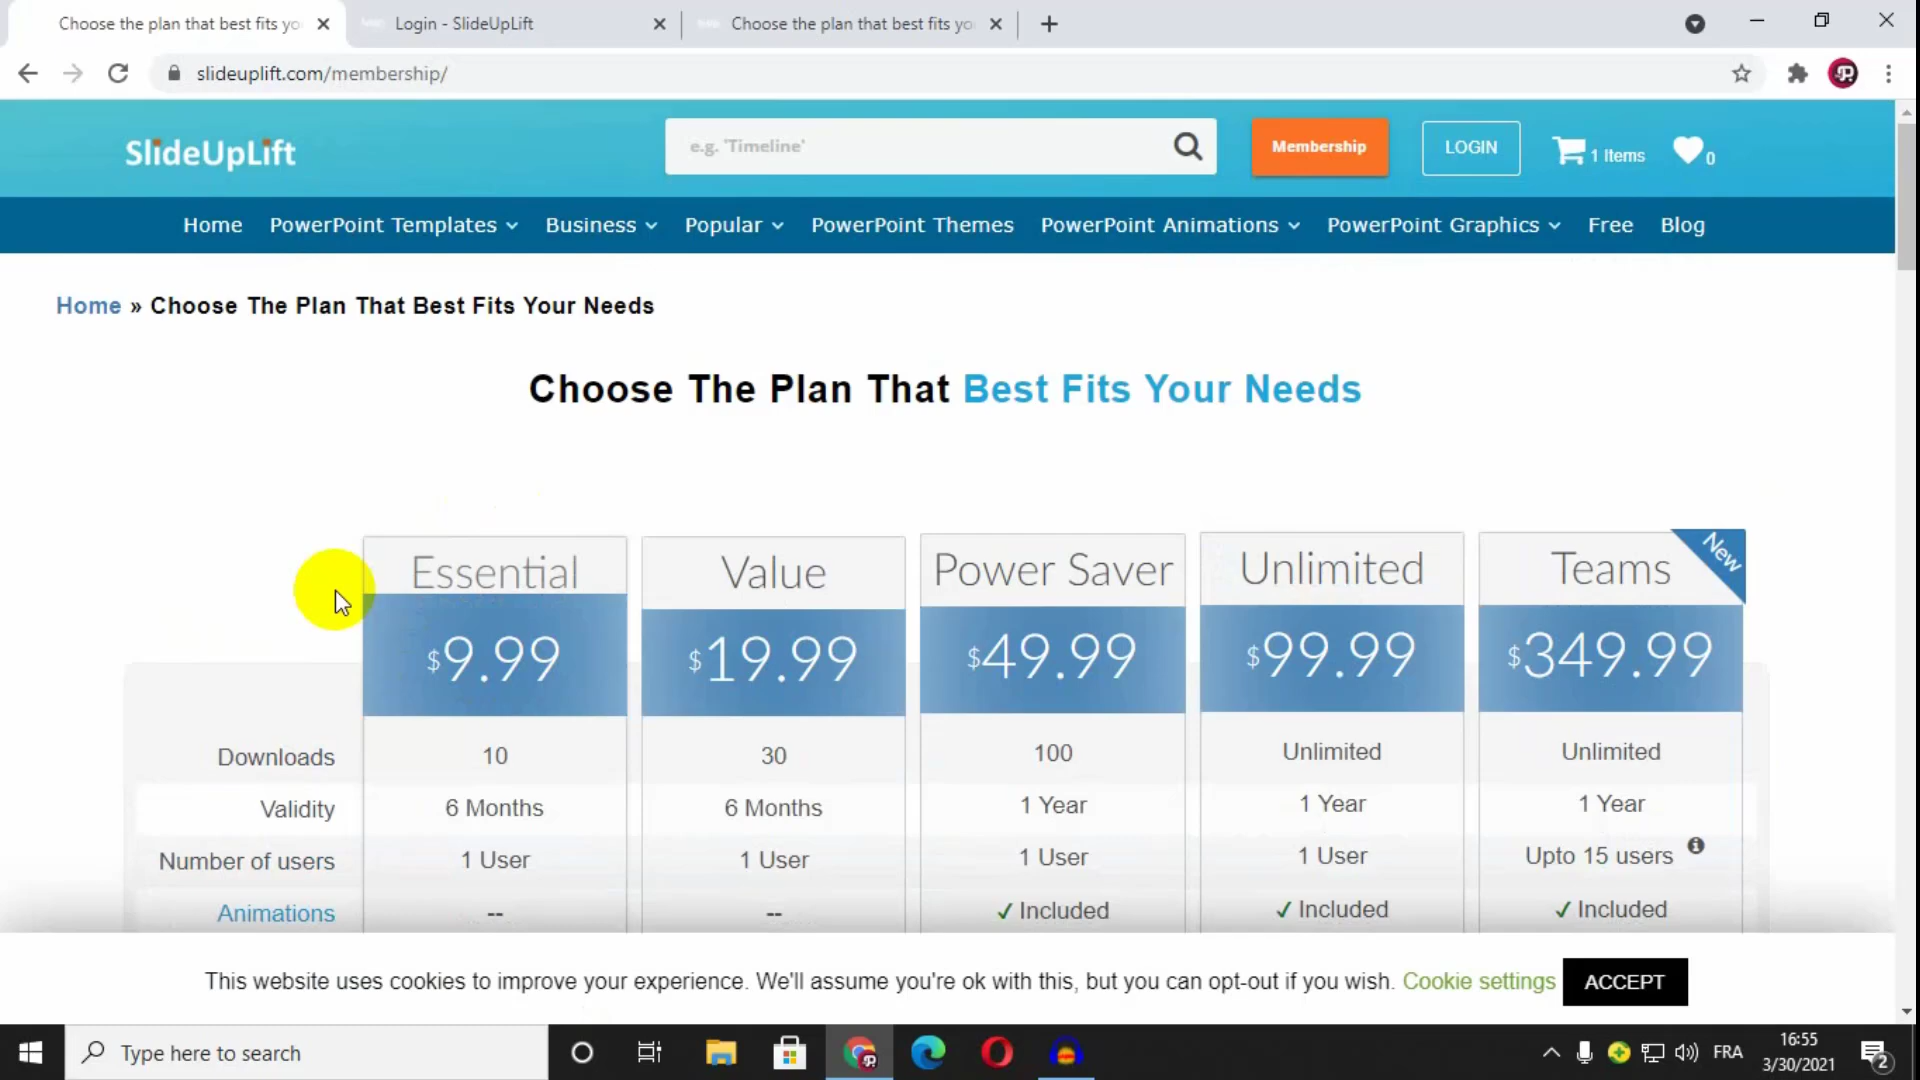 Choose the plan that best fits yo
Login - SlideUpLift
Choose the plan that best fits yo
slideuplift.com/membership/
SlideUpLift
e.g. 'Timeline'
Membership
LOGIN
1 Items
0
Home PowerPoint Templates Business Popular PowerPoint Themes PowerPoint Animations PowerPoint Graphics Free Blog
Home » Choose The Plan That Best Fits Your Needs
Choose The Plan That Best Fits Your Needs
Essential Value Power Saver Unlimited Teams New
$9.99 $19.99 $49.99 $99.99 $349.99
Downloads 10 30 100 Unlimited Unlimited
Validity 6 Months 6 Months 1 Year 1 Year 1 Year
Number of users 1 User 1 User 1 User 1 User Upto 15 users
Animations -- -- ✓ Included ✓ Included ✓ Included
This website uses cookies to improve your experience. We'll assume you're ok with this, but you can opt-out if you wish. Cookie settings ACCEPT
Type here to search
FRA
16:55
3/30/2021
2